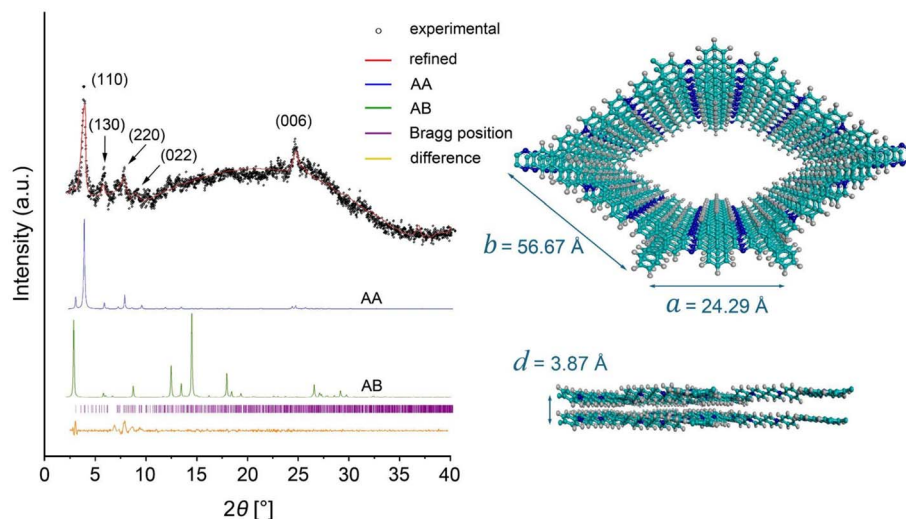 experimental
refined
AA
AB
Bragg position
difference
(110)
(130)
(220)
(022)
(006)
AA
AB
Intensity (a.u.)
0 5 10 15 20 25 30 35 40
2θ [°]
b = 56.67 Å
a = 24.29 Å
d = 3.87 Å